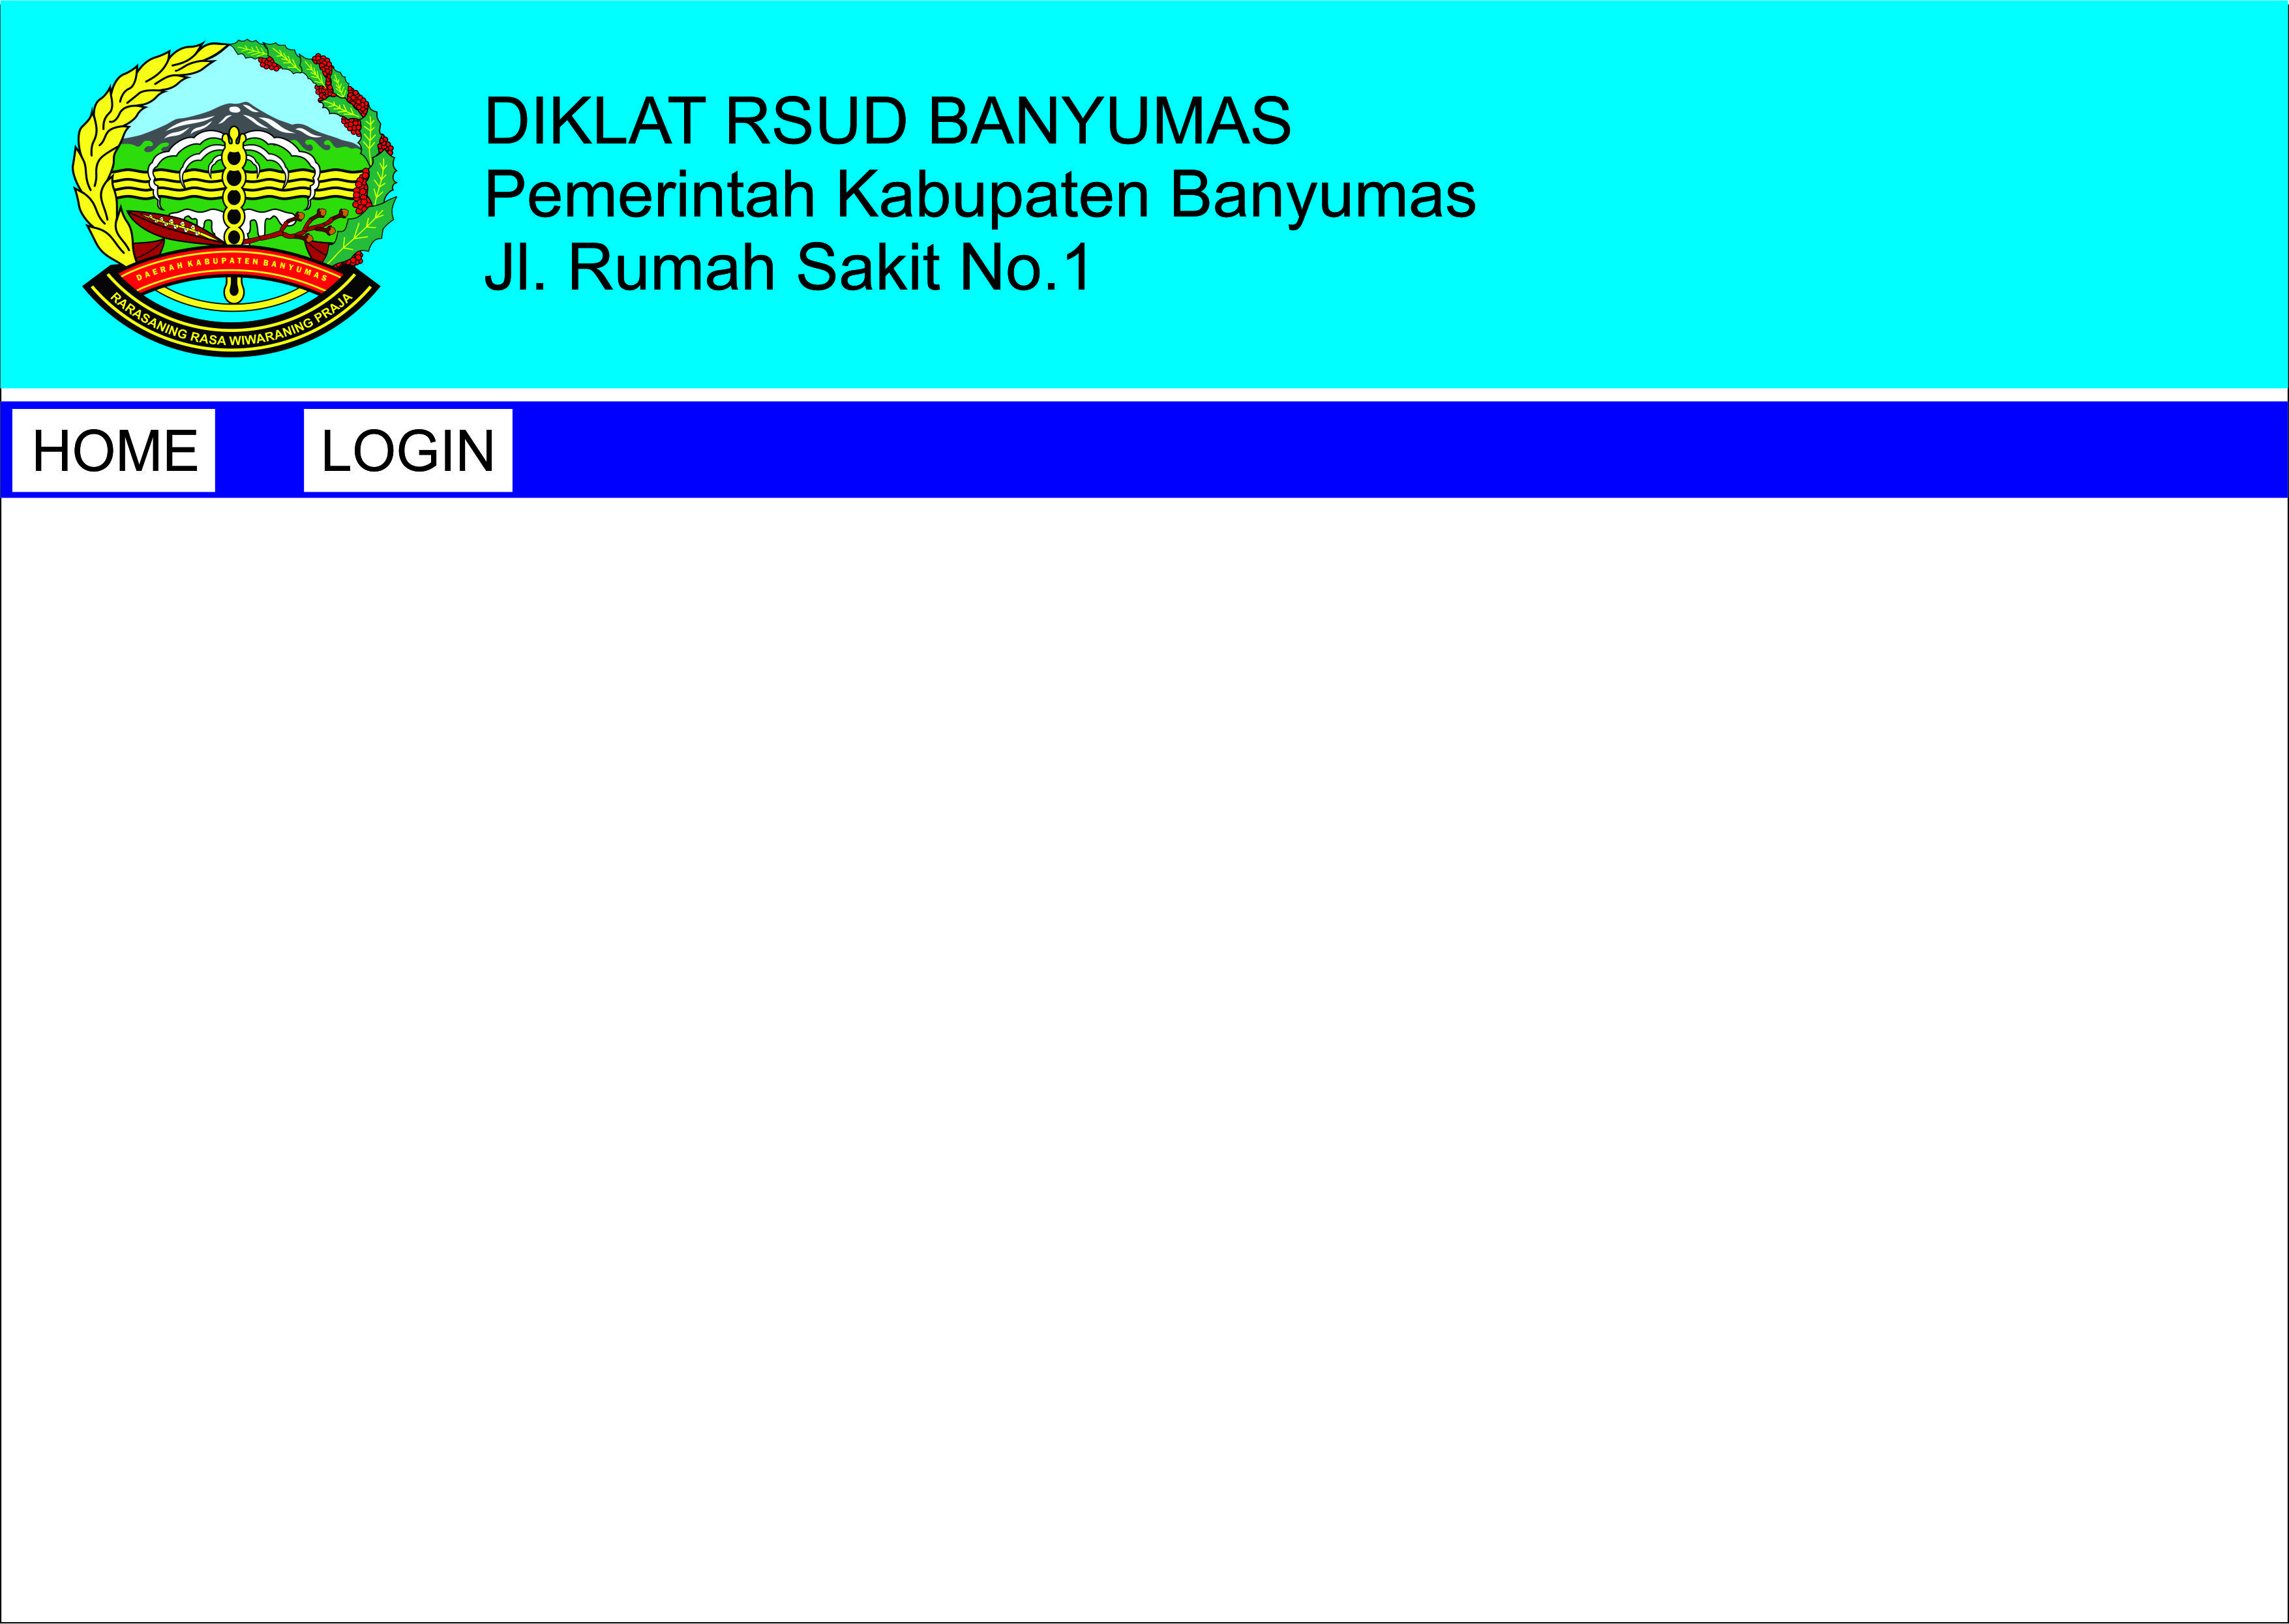 DIKLAT RSUD BANYUMAS
Pemerintah Kabupaten Banyumas
Jl. Rumah Sakit No.1
DAERAH KABUPATEN BANYUMAS
RARASANING RASA WIWARANING PRAJA
HOME
LOGIN